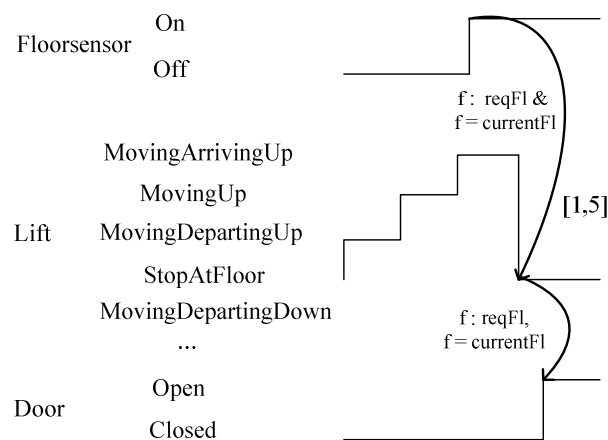 On
Floorsensor
Off
f : reqFl &
f = currentFl
MovingArrivingUp
MovingUp
[1,5]
Lift
MovingDepartingUp
StopAtFloor
MovingDepartingDown
f : reqFl,
f = currentFl
...
Open
Door
Closed